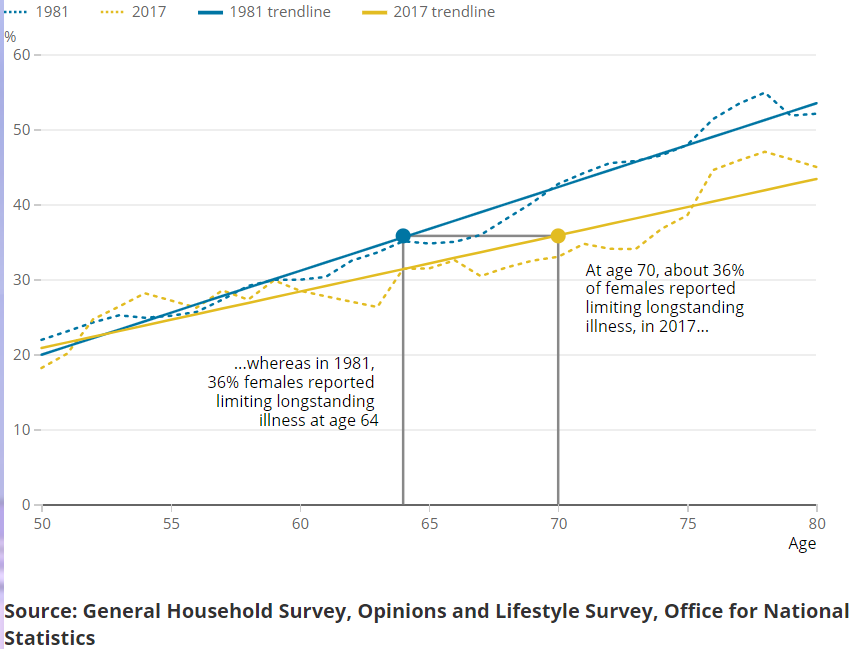 1981 2017 1981 trendline 2017 trendline
%
60
50
40
30
20
10
0
At age 70, about 36%
of females reported
limiting longstanding
illness, in 2017...
...whereas in 1981,
36% females reported
limiting longstanding
illness at age 64
50 55 60 65 70 75 80
Age
Source: General Household Survey, Opinions and Lifestyle Survey, Office for National
Statistics